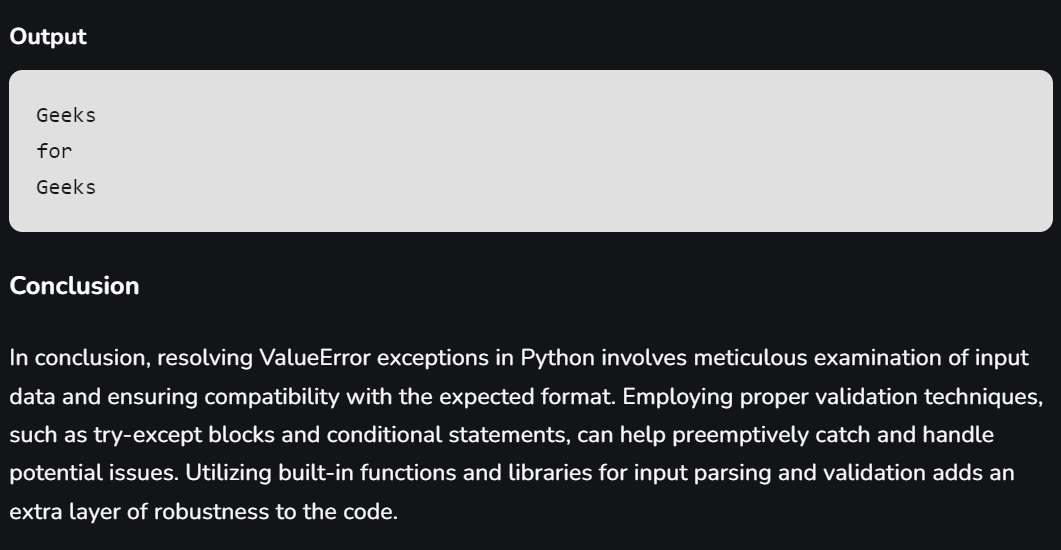 Output
Geeks
for
Geeks
Conclusion
In conclusion, resolving ValueError exceptions in Python involves meticulous examination of input
data and ensuring compatibility with the expected format. Employing proper validation techniques,
such as try-except blocks and conditional statements, can help preemptively catch and handle
potential issues. Utilizing built-in functions and libraries for input parsing and validation adds an
extra layer of robustness to the code.